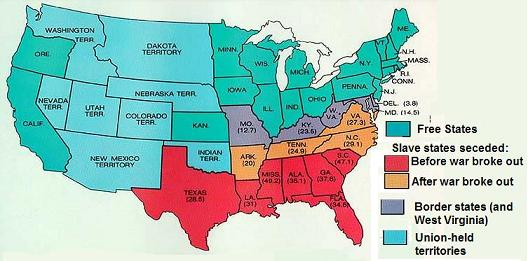 WASHINGTON
TERR.
ORE.
CALIF.
NEVADA
TERR.
UTAH
TERR.
DAKOTA
TERRITORY
NEBRASKA TERR.
COLORADO
TERR.
NEW MEXICO
TERRITORY
KAN.
INDIAN
TERR.
TEXAS
(28.5)
MINN.
IOWA
WIS.
ILL.
MICH.
IND.
OHIO
MO.
(12.7)
ARK.
(20)
LA.
(31)
KY.
(23.5)
TENN.
(24.9)
MISS.
(49.2)
ALA.
(35.1)
GA.
(37.6)
FLA.
S.C.
(47.1)
N.C.
(29.1)
VA.
(27.3)
W.
VA.
PENNA.
N.Y.
VT.
ME.
N.H.
MASS.
R.I.
CONN.
N.J.
DEL. (3.8)
MD. (14.5)
Free States
Slave states seceded:
Before war broke out
After war broke out
Border states (and
West Virginia)
Union-held
territories